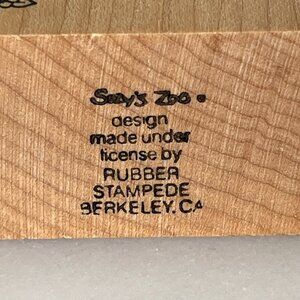 Suzy's Zoo
design
made under
license by
RUBBER
STAMPEDE
BERKELEY, CA